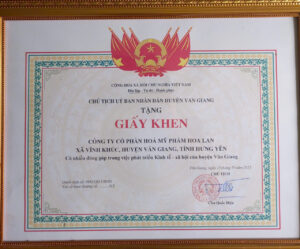 CỘNG HOÀ XÃ HỘI CHỦ NGHĨA VIỆT NAM
Độc lập - Tự do - Hạnh phúc
CHỦ TỊCH UỶ BAN NHÂN DÂN HUYỆN VĂN GIANG
TẶNG
GIẤY KHEN
CÔNG TY CỔ PHẦN HOÁ MỸ PHẨM HOA LAN
XÃ VĨNH KHÚC, HUYỆN VĂN GIANG, TỈNH HƯNG YÊN
Có nhiều đóng góp trong việc phát triển Kinh tế - xã hội của huyện Văn Giang
CHỦ TỊCH